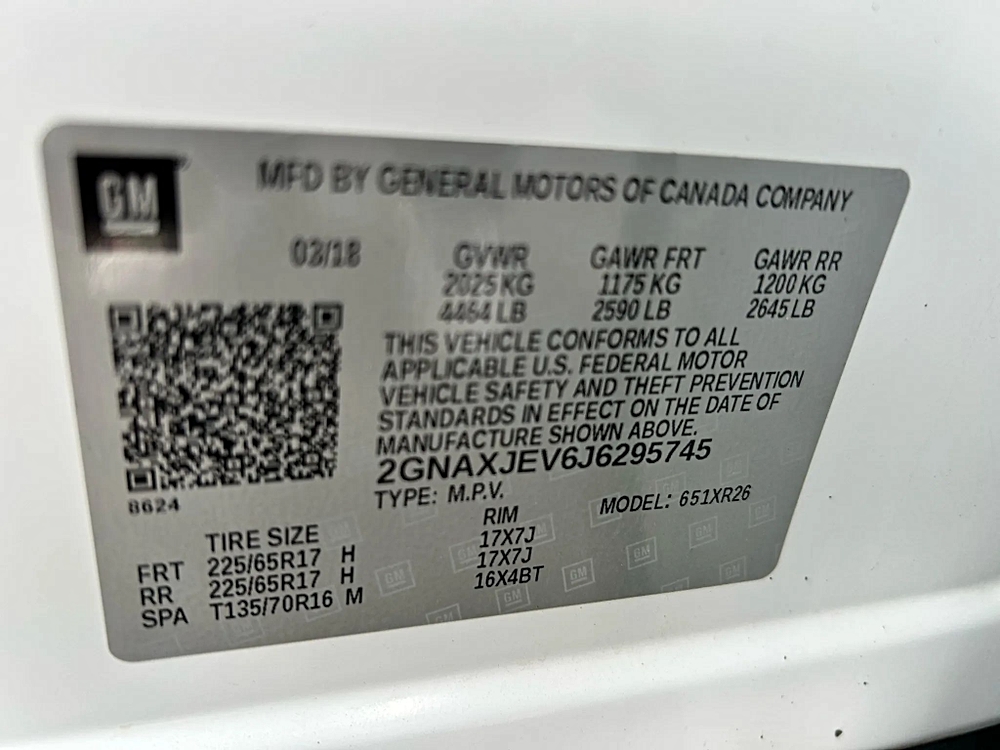 GM
MFD BY GENERAL MOTORS OF CANADA COMPANY
03/18 GVWR GAWR FRT GAWR RR
2025 KG 1175 KG 1200 KG
4464 LB 2590 LB 2645 LB
THIS VEHICLE CONFORMS TO ALL
APPLICABLE U.S. FEDERAL MOTOR
VEHICLE SAFETY AND THEFT PREVENTION
STANDARDS IN EFFECT ON THE DATE OF
MANUFACTURE SHOWN ABOVE.
2GNAXJEV6J6295745
8624
TYPE: M.P.V. MODEL: 651XR26
TIRE SIZE RIM
FRT 225/65R17 H 17X7J
RR 225/65R17 H 17X7J
SPA T135/70R16 M 16X4BT